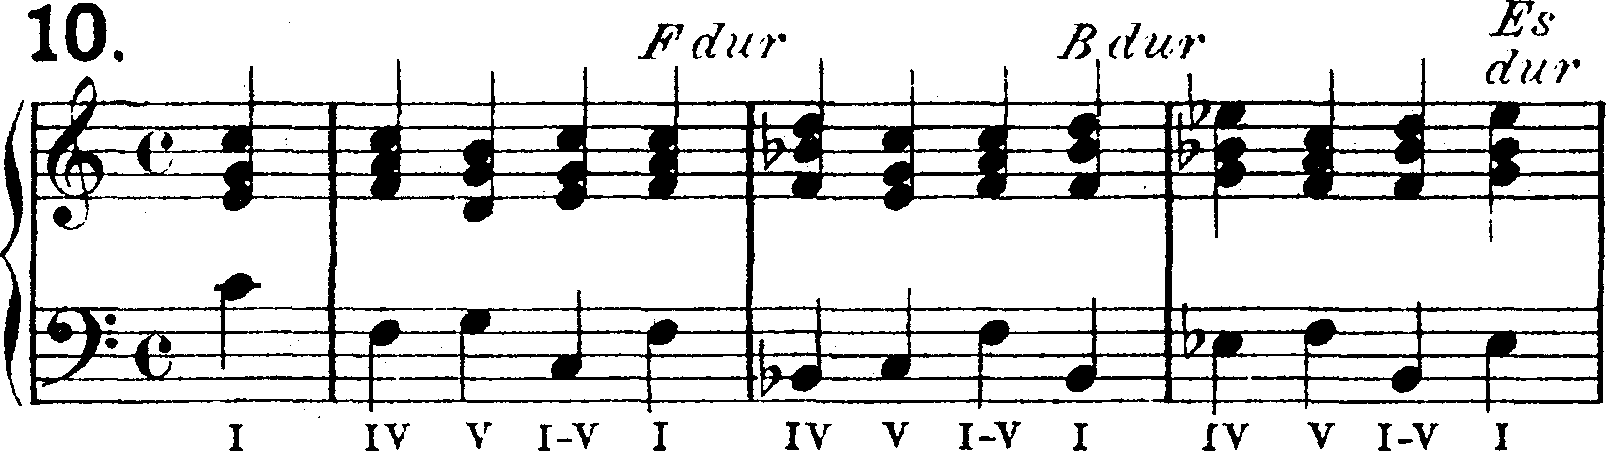 10.
F dur B dur Es dur
I IV V I-V I IV V I-V I IV V I-V I